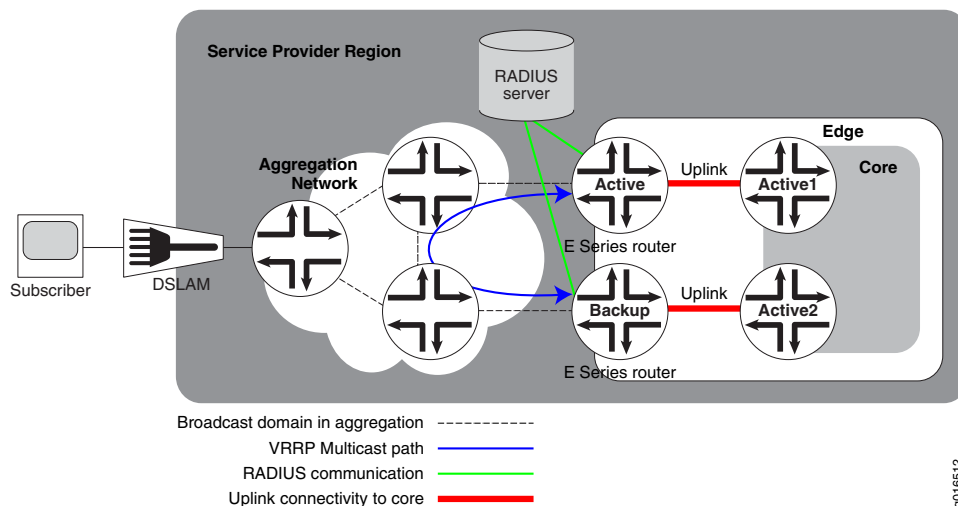 Service Provider Region
RADIUS
server
Edge
Aggregation
Network
Core
Uplink
Active
Active1
E Series router
Subscriber
DSLAM
Uplink
Backup
Active2
E Series router
Broadcast domain in aggregation
VRRP Multicast path
RADIUS communication
Uplink connectivity to core
g016512